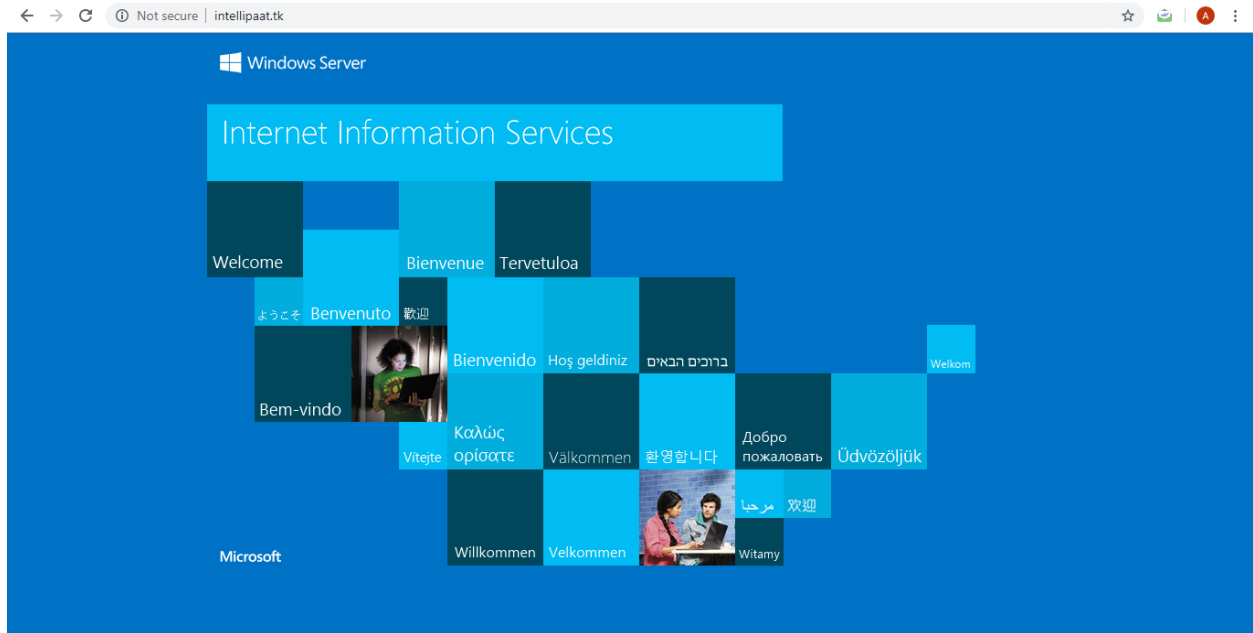 Not secure
intellipaat.tk
A
Windows Server
Internet Information Services
Welcome
Bienvenue
Tervetuloa
ようこそ
Benvenuto
歡迎
Bienvenido
Hoş geldiniz
ברוכים הבאים
Welkom
Bem-vindo
Vítejte
Καλώς
ορίσατε
Välkommen
환영합니다
Добро
пожаловать
Üdvözöljük
مرحبا
欢迎
Willkommen
Velkommen
Witamy
Microsoft